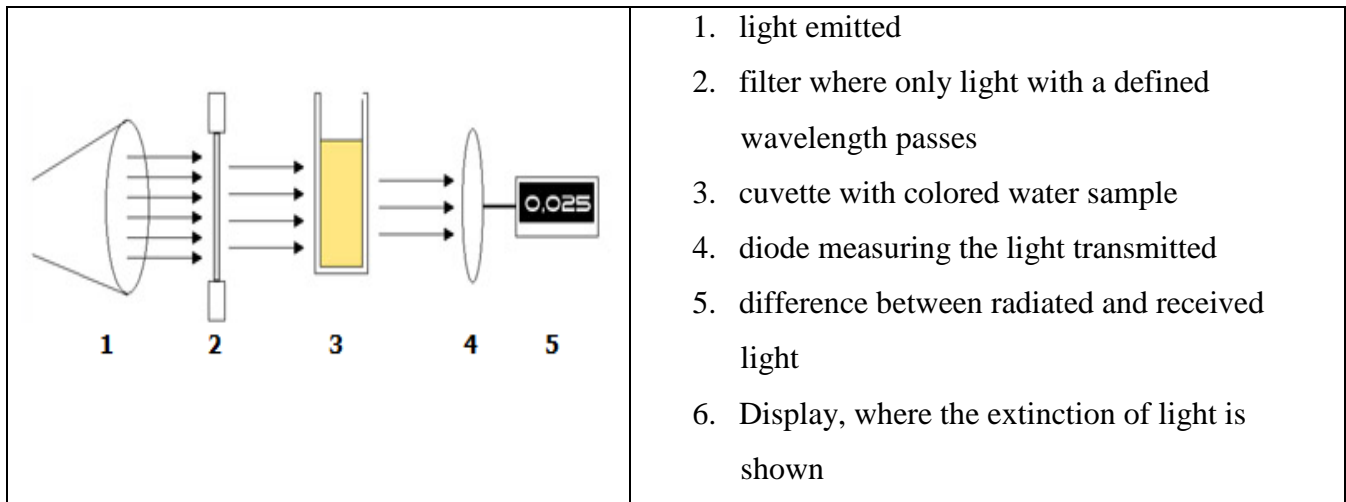 0,025
1 2 3 4 5
1. light emitted
2. filter where only light with a defined
wavelength passes
3. cuvette with colored water sample
4. diode measuring the light transmitted
5. difference between radiated and received
light
6. Display, where the extinction of light is
shown